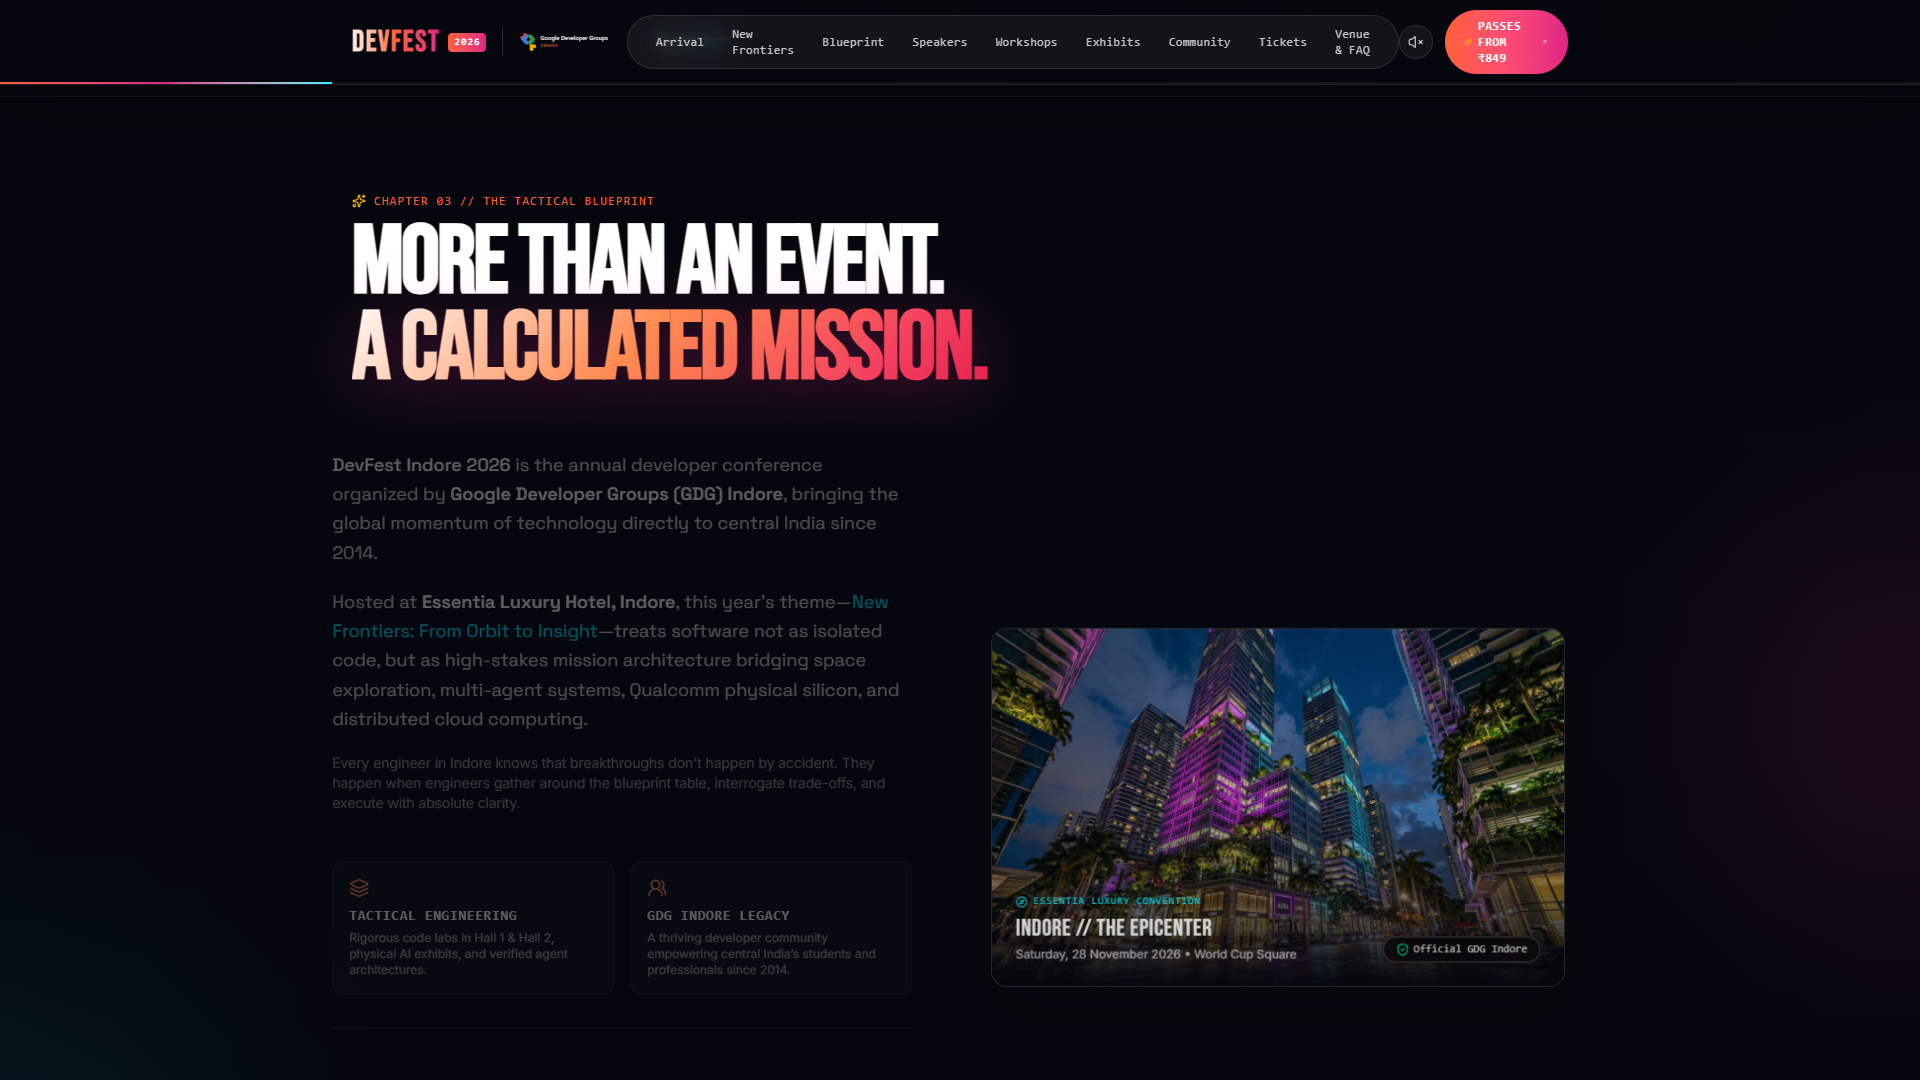 DEVFEST 2026
Google Developer Groups
INDORE
Arrival
New
Frontiers
Blueprint
Speakers
Workshops
Exhibits
Community
Tickets
Venue
& FAQ
PASSES
FROM
₹849
CHAPTER 03 // THE TACTICAL BLUEPRINT
MORE THAN AN EVENT.
A CALCULATED MISSION.
DevFest Indore 2026 is the annual developer conference
organized by Google Developer Groups (GDG) Indore, bringing the
global momentum of technology directly to central India since
2014.
Hosted at Essentia Luxury Hotel, Indore, this year's theme—New
Frontiers: From Orbit to Insight—treats software not as isolated
code, but as high-stakes mission architecture bridging space
exploration, multi-agent systems, Qualcomm physical silicon, and
distributed cloud computing.
Every engineer in Indore knows that breakthroughs don't happen by accident. They
happen when engineers gather around the blueprint table, interrogate trade-offs, and
execute with absolute clarity.
TACTICAL ENGINEERING
Rigorous code labs in Hall 1 & Hall 2,
physical AI exhibits, and verified agent
architectures.
GDG INDORE LEGACY
A thriving developer community
empowering central India's students and
professionals since 2014.
ESSENTIA LUXURY CONVENTION
INDORE // THE EPICENTER
Saturday, 28 November 2026 • World Cup Square
Official GDG Indore